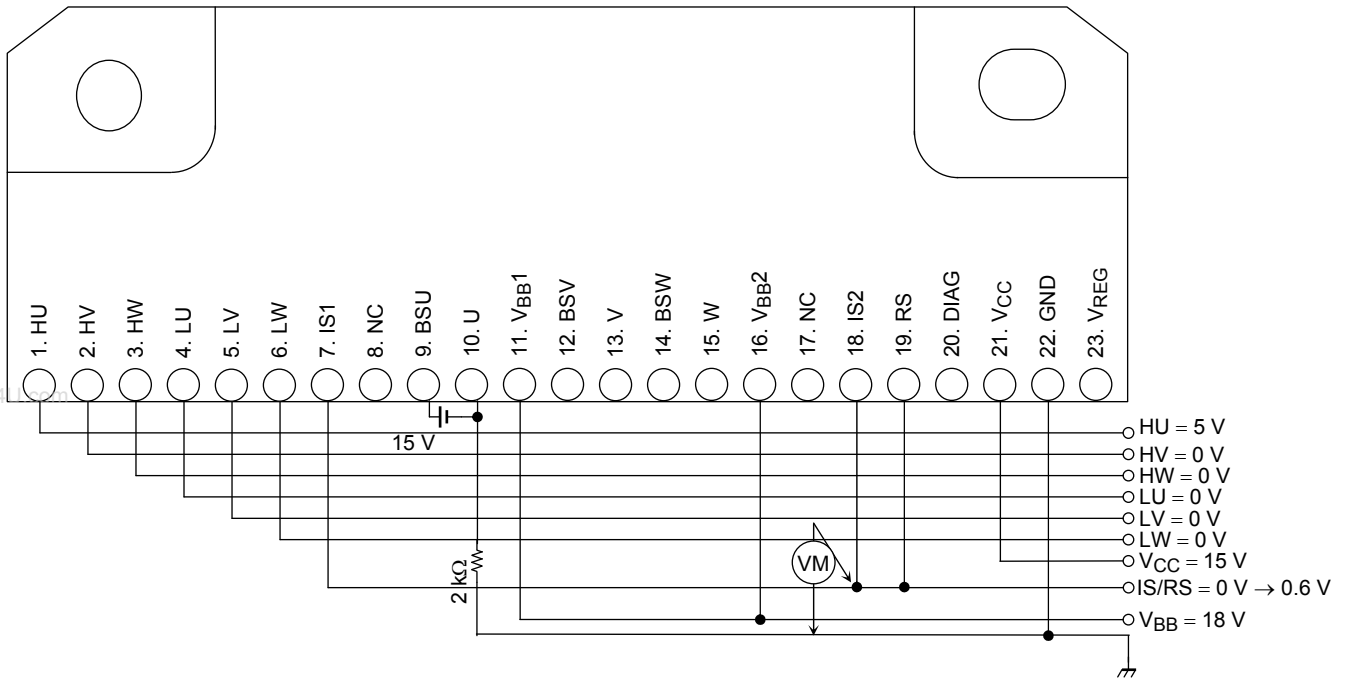 1. HU
2. HV
3. HW
4. LU
5. LV
6. LW
7. IS1
8. NC
9. BSU
10. U
11. VBB1
12. BSV
13. V
14. BSW
15. W
16. VBB2
17. NC
18. IS2
19. RS
20. DIAG
21. VCC
22. GND
23. VREG
4U.com
15 V
HU = 5 V
HV = 0 V
HW = 0 V
LU = 0 V
LV = 0 V
LW = 0 V
2 kΩ
VM
VCC = 15 V
IS/RS = 0 V → 0.6 V
VBB = 18 V